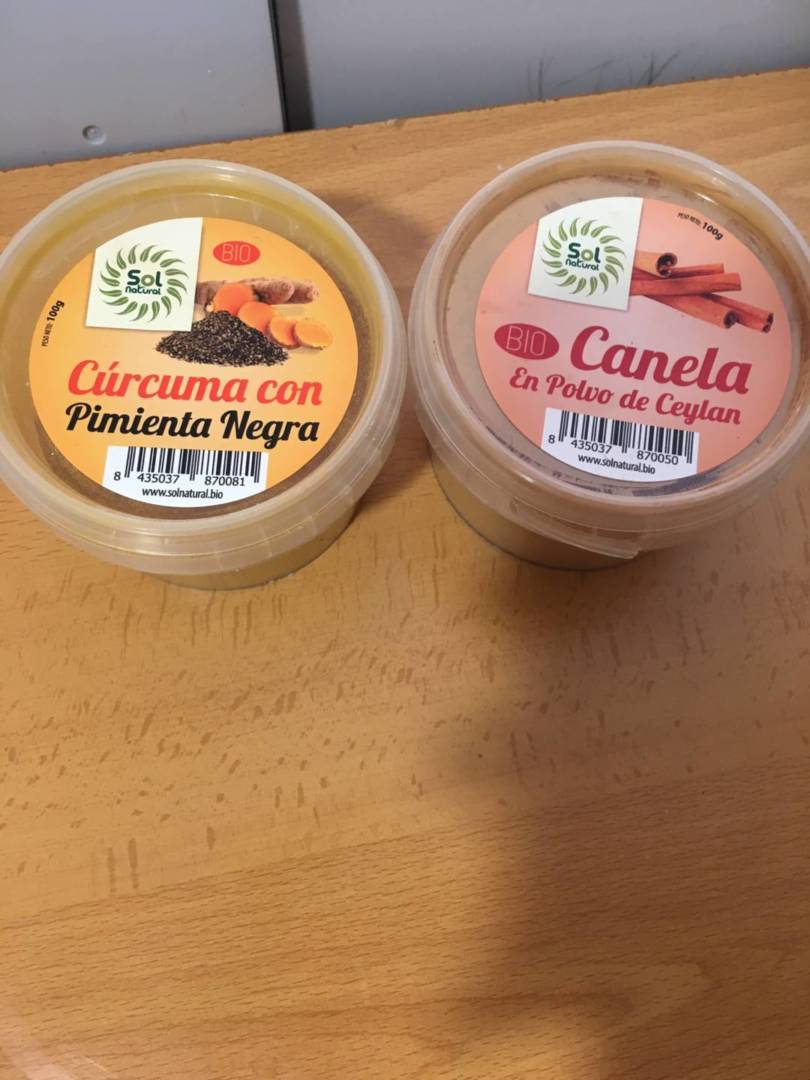 Sol
Natural
BIO
PESO NETO: 100g
Cúrcuma con
Pimienta Negra
8 435037 870081
www.solnatural.bio
Sol
Natural
PESO NETO: 100g
BIO
Canela
En Polvo de Ceylan
8 435037 870050
www.solnatural.bio